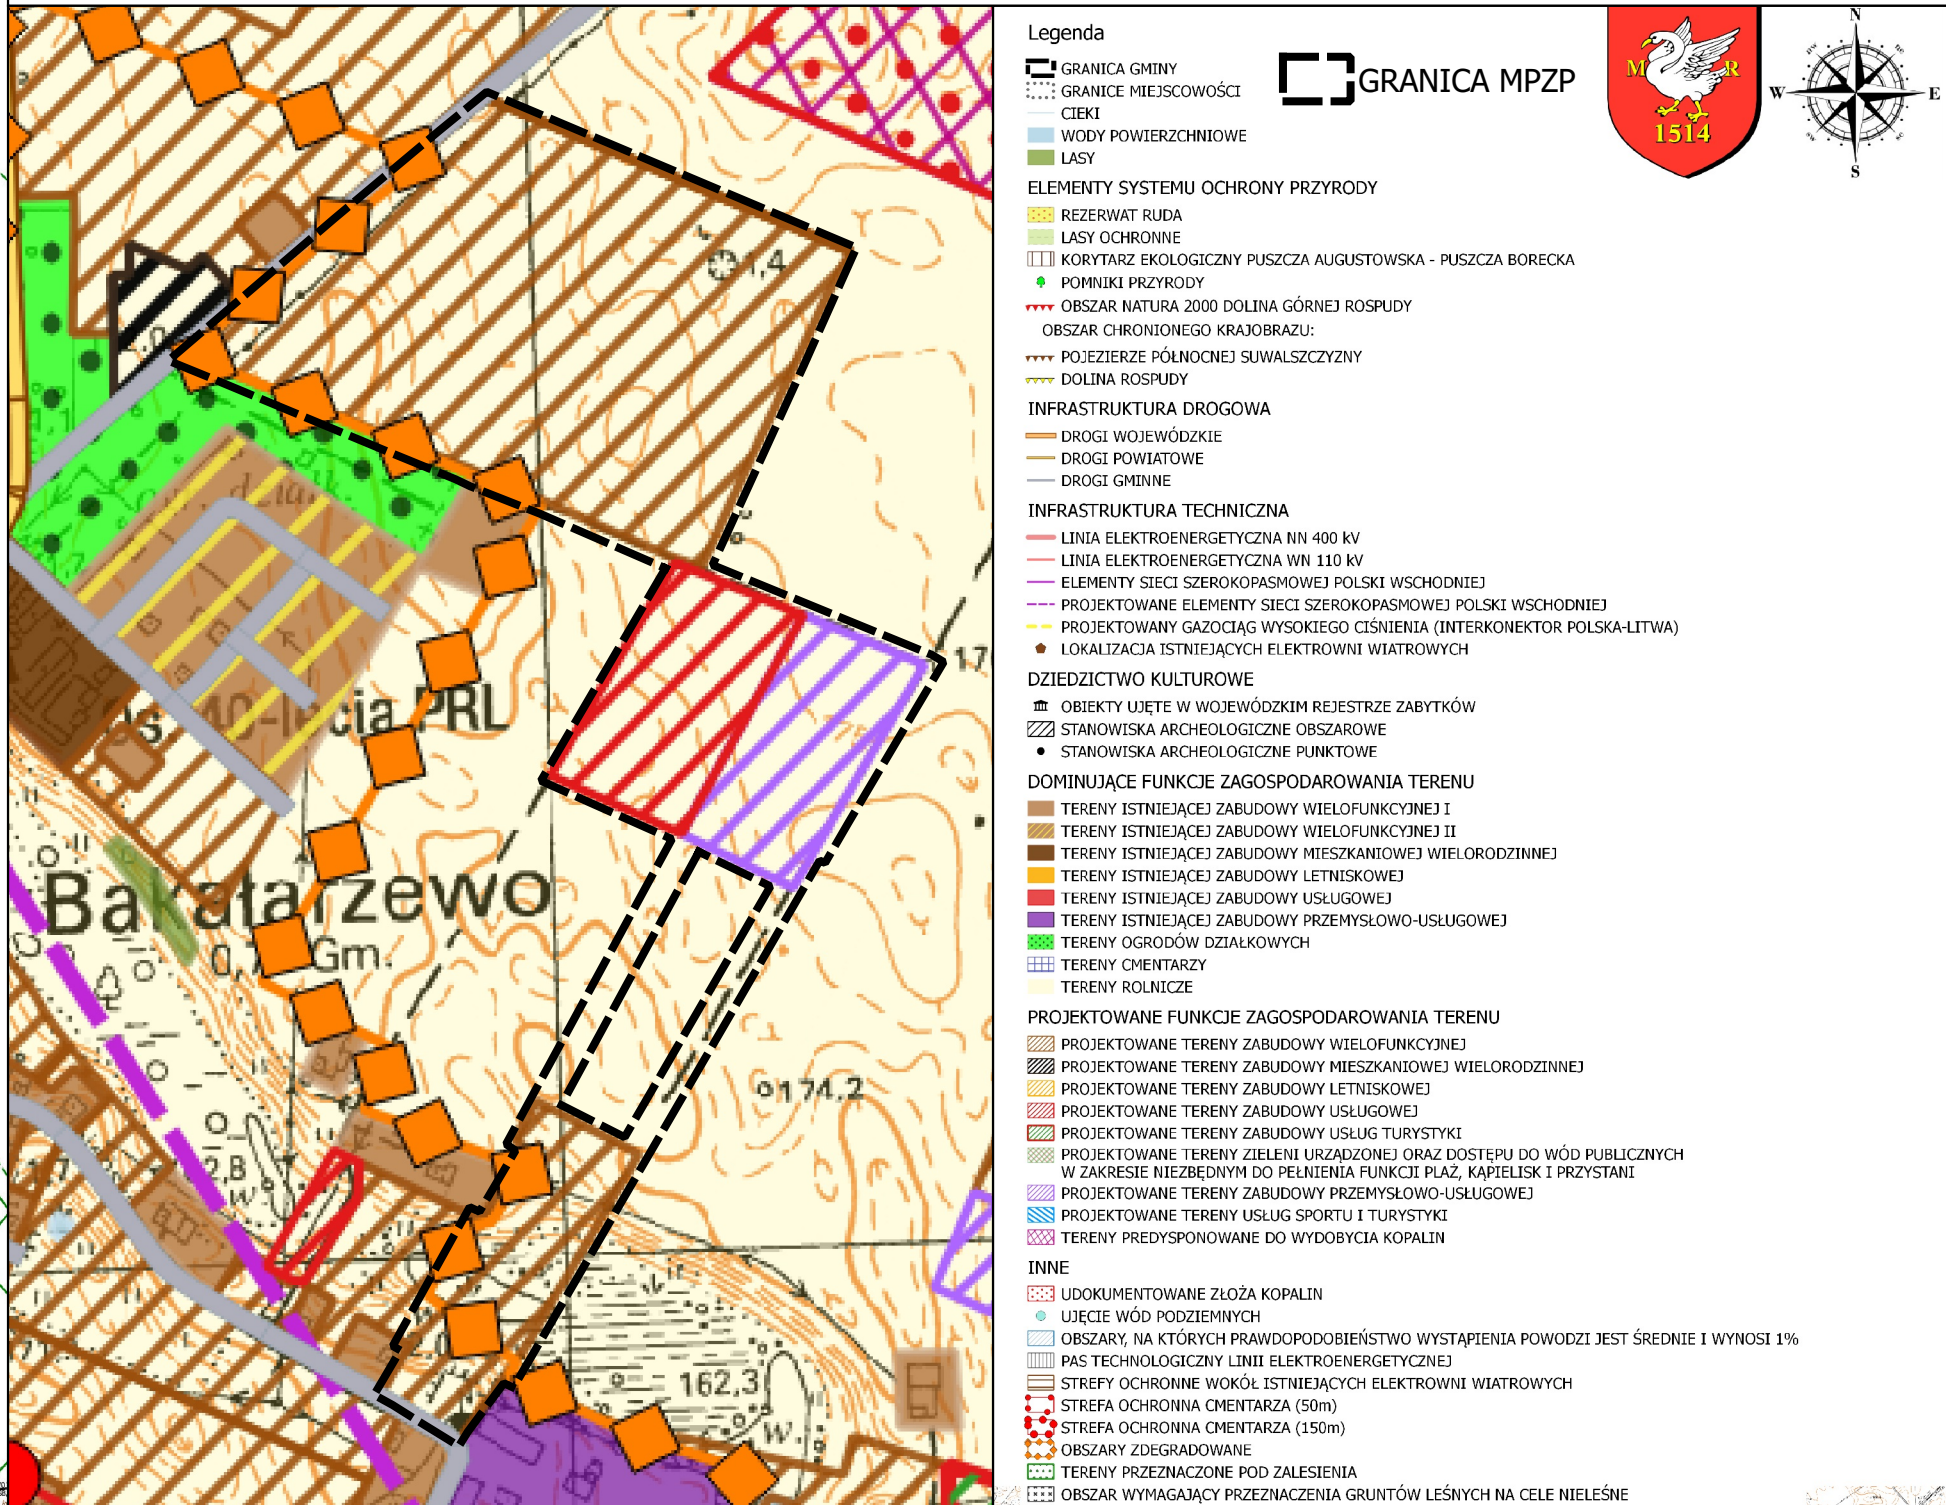 1,4
dział.
Os. 40-lecia PRL
Bakałarzewo
Gm.
174,2
2,B
w
162,3
w.
Legenda
GRANICA GMINY
GRANICE MIEJSCOWOŚCI
CIEKI
WODY POWIERZCHNIOWE
LASY
GRANICA MPZP
M R
1514
N
W E
S
ELEMENTY SYSTEMU OCHRONY PRZYRODY
REZERWAT RUDA
LASY OCHRONNE
KORYTARZ EKOLOGICZNY PUSZCZA AUGUSTOWSKA - PUSZCZA BORECKA
POMNIKI PRZYRODY
OBSZAR NATURA 2000 DOLINA GÓRNEJ ROSPUDY
OBSZAR CHRONIONEGO KRAJOBRAZU:
POJEZIERZE PÓŁNOCNEJ SUWALSZCZYZNY
DOLINA ROSPUDY
INFRASTRUKTURA DROGOWA
DROGI WOJEWÓDZKIE
DROGI POWIATOWE
DROGI GMINNE
INFRASTRUKTURA TECHNICZNA
LINIA ELEKTROENERGETYCZNA NN 400 kV
LINIA ELEKTROENERGETYCZNA WN 110 kV
ELEMENTY SIECI SZEROKOPASMOWEJ POLSKI WSCHODNIEJ
PROJEKTOWANE ELEMENTY SIECI SZEROKOPASMOWEJ POLSKI WSCHODNIEJ
PROJEKTOWANY GAZOCIĄG WYSOKIEGO CIŚNIENIA (INTERKONEKTOR POLSKA-LITWA)
LOKALIZACJA ISTNIEJĄCYCH ELEKTROWNI WIATROWYCH
DZIEDZICTWO KULTUROWE
OBIEKTY UJĘTE W WOJEWÓDZKIM REJESTRZE ZABYTKÓW
STANOWISKA ARCHEOLOGICZNE OBSZAROWE
STANOWISKA ARCHEOLOGICZNE PUNKTOWE
DOMINUJĄCE FUNKCJE ZAGOSPODAROWANIA TERENU
TERENY ISTNIEJĄCEJ ZABUDOWY WIELOFUNKCYJNEJ I
TERENY ISTNIEJĄCEJ ZABUDOWY WIELOFUNKCYJNEJ II
TERENY ISTNIEJĄCEJ ZABUDOWY MIESZKANIOWEJ WIELORODZINNEJ
TERENY ISTNIEJĄCEJ ZABUDOWY LETNISKOWEJ
TERENY ISTNIEJĄCEJ ZABUDOWY USŁUGOWEJ
TERENY ISTNIEJĄCEJ ZABUDOWY PRZEMYSŁOWO-USŁUGOWEJ
TERENY OGRODÓW DZIAŁKOWYCH
TERENY CMENTARZY
TERENY ROLNICZE
PROJEKTOWANE FUNKCJE ZAGOSPODAROWANIA TERENU
PROJEKTOWANE TERENY ZABUDOWY WIELOFUNKCYJNEJ
PROJEKTOWANE TERENY ZABUDOWY MIESZKANIOWEJ WIELORODZINNEJ
PROJEKTOWANE TERENY ZABUDOWY LETNISKOWEJ
PROJEKTOWANE TERENY ZABUDOWY USŁUGOWEJ
PROJEKTOWANE TERENY ZABUDOWY USŁUG TURYSTYKI
PROJEKTOWANE TERENY ZIELENI URZĄDZONEJ ORAZ DOSTĘPU DO WÓD PUBLICZNYCH
W ZAKRESIE NIEZBĘDNYM DO PEŁNIENIA FUNKCJI PLAŻ, KĄPIELISK I PRZYSTANI
PROJEKTOWANE TERENY ZABUDOWY PRZEMYSŁOWO-USŁUGOWEJ
PROJEKTOWANE TERENY USŁUG SPORTU I TURYSTYKI
TERENY PREDYSPONOWANE DO WYDOBYCIA KOPALIN
INNE
UDOKUMENTOWANE ZŁOŻA KOPALIN
UJĘCIE WÓD PODZIEMNYCH
OBSZARY, NA KTÓRYCH PRAWDOPODOBIEŃSTWO WYSTĄPIENIA POWODZI JEST ŚREDNIE I WYNOSI 1%
PAS TECHNOLOGICZNY LINII ELEKTROENERGETYCZNEJ
STREFY OCHRONNE WOKÓŁ ISTNIEJĄCYCH ELEKTROWNI WIATROWYCH
STREFA OCHRONNA CMENTARZA (50m)
STREFA OCHRONNA CMENTARZA (150m)
OBSZARY ZDEGRADOWANE
TERENY PRZEZNACZONE POD ZALESIENIA
OBSZAR WYMAGAJĄCY PRZEZNACZENIA GRUNTÓW LEŚNYCH NA CELE NIELEŚNE